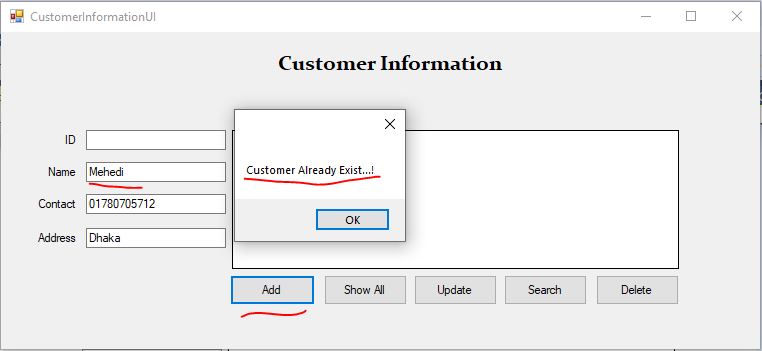 CustomerInformationUI
Customer Information
ID
Name Mehedi
Contact 01780705712
Address Dhaka
Customer Already Exist...!
OK
Add Show All Update Search Delete